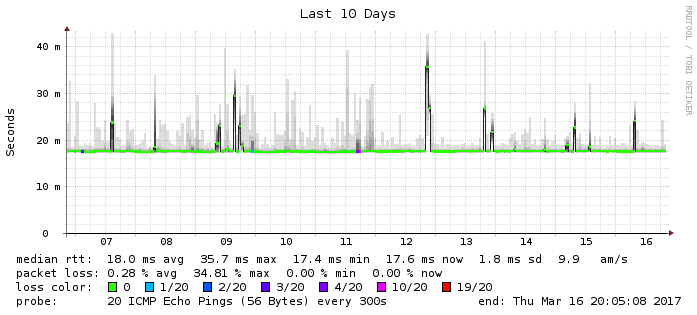 Last 10 Days
RRDTOOL / TOBI OETIKER
Seconds
40 m
30 m
20 m
10 m
0
07 08 09 10 11 12 13 14 15 16
median rtt: 18.0 ms avg 35.7 ms max 17.4 ms min 17.6 ms now 1.8 ms sd 9.9 am/s
packet loss: 0.28 % avg 34.81 % max 0.00 % min 0.00 % now
loss color: 0 1/20 2/20 3/20 4/20 10/20 19/20
probe: 20 ICMP Echo Pings (56 Bytes) every 300s end: Thu Mar 16 20:05:08 2017